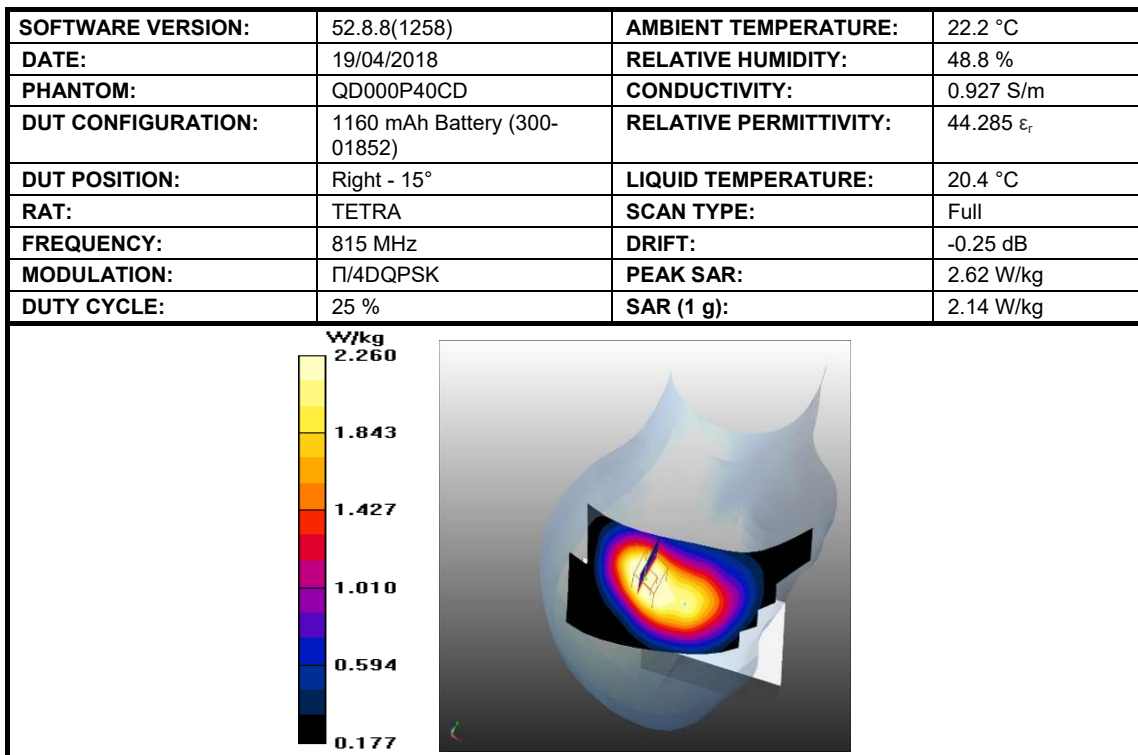 SOFTWARE VERSION: 52.8.8(1258) AMBIENT TEMPERATURE: 22.2 °C
DATE: 19/04/2018 RELATIVE HUMIDITY: 48.8 %
PHANTOM: QD000P40CD CONDUCTIVITY: 0.927 S/m
DUT CONFIGURATION: 1160 mAh Battery (300-
01852) RELATIVE PERMITTIVITY: 44.285 εr
DUT POSITION: Right - 15° LIQUID TEMPERATURE: 20.4 °C
RAT: TETRA SCAN TYPE: Full
FREQUENCY: 815 MHz DRIFT: -0.25 dB
MODULATION: П/4DQPSK PEAK SAR: 2.62 W/kg
DUTY CYCLE: 25 % SAR (1 g): 2.14 W/kg
W/kg
2.260
1.843
1.427
1.010
0.594
0.177